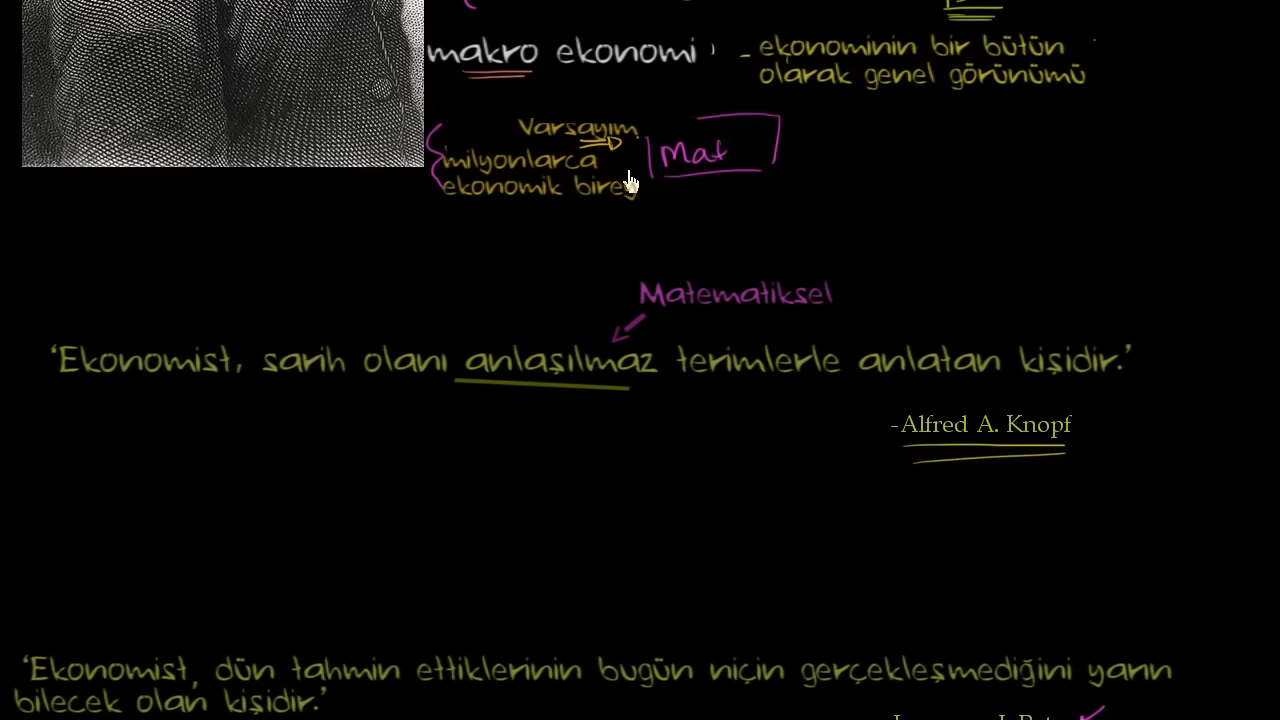 makro ekonomi
- ekonominin bir bütün
olarak genel görünümü
Varsayım
milyonlarca
ekonomik birey
Mat
Matematiksel
‘Ekonomist, sarih olanı anlaşılmaz terimlerle anlatan kişidir.’
-Alfred A. Knopf
‘Ekonomist, dün tahmin ettiklerinin bugün niçin gerçekleşmediğini yarın
bilecek olan kişidir.’